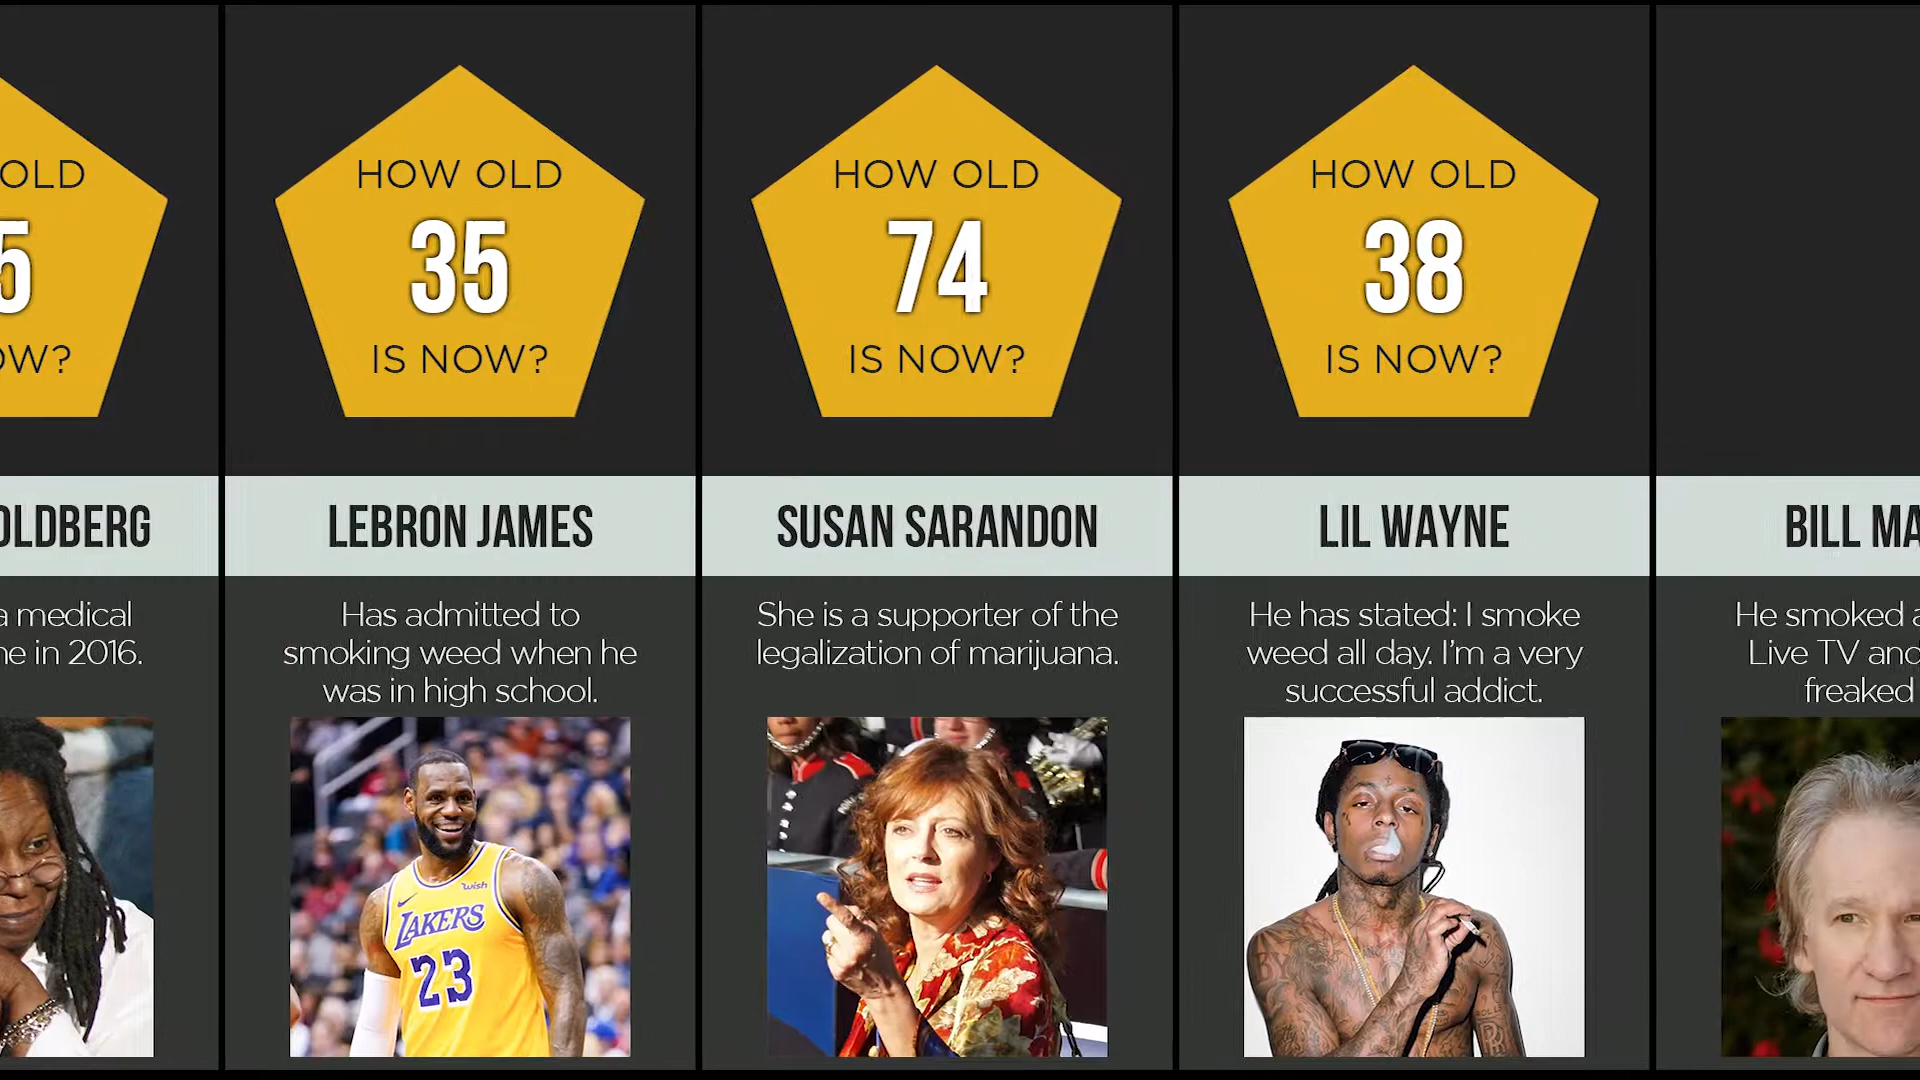 OLD
5
OW?
OLDBERG
a medical
ne in 2016.
HOW OLD
35
IS NOW?
LEBRON JAMES
Has admitted to
smoking weed when he
was in high school.
wish
LAKERS
23
HOW OLD
74
IS NOW?
SUSAN SARANDON
She is a supporter of the
legalization of marijuana.
HOW OLD
38
IS NOW?
LIL WAYNE
He has stated: I smoke
weed all day. I'm a very
successful addict.
BILL MA
He smoked a
Live TV and
freaked